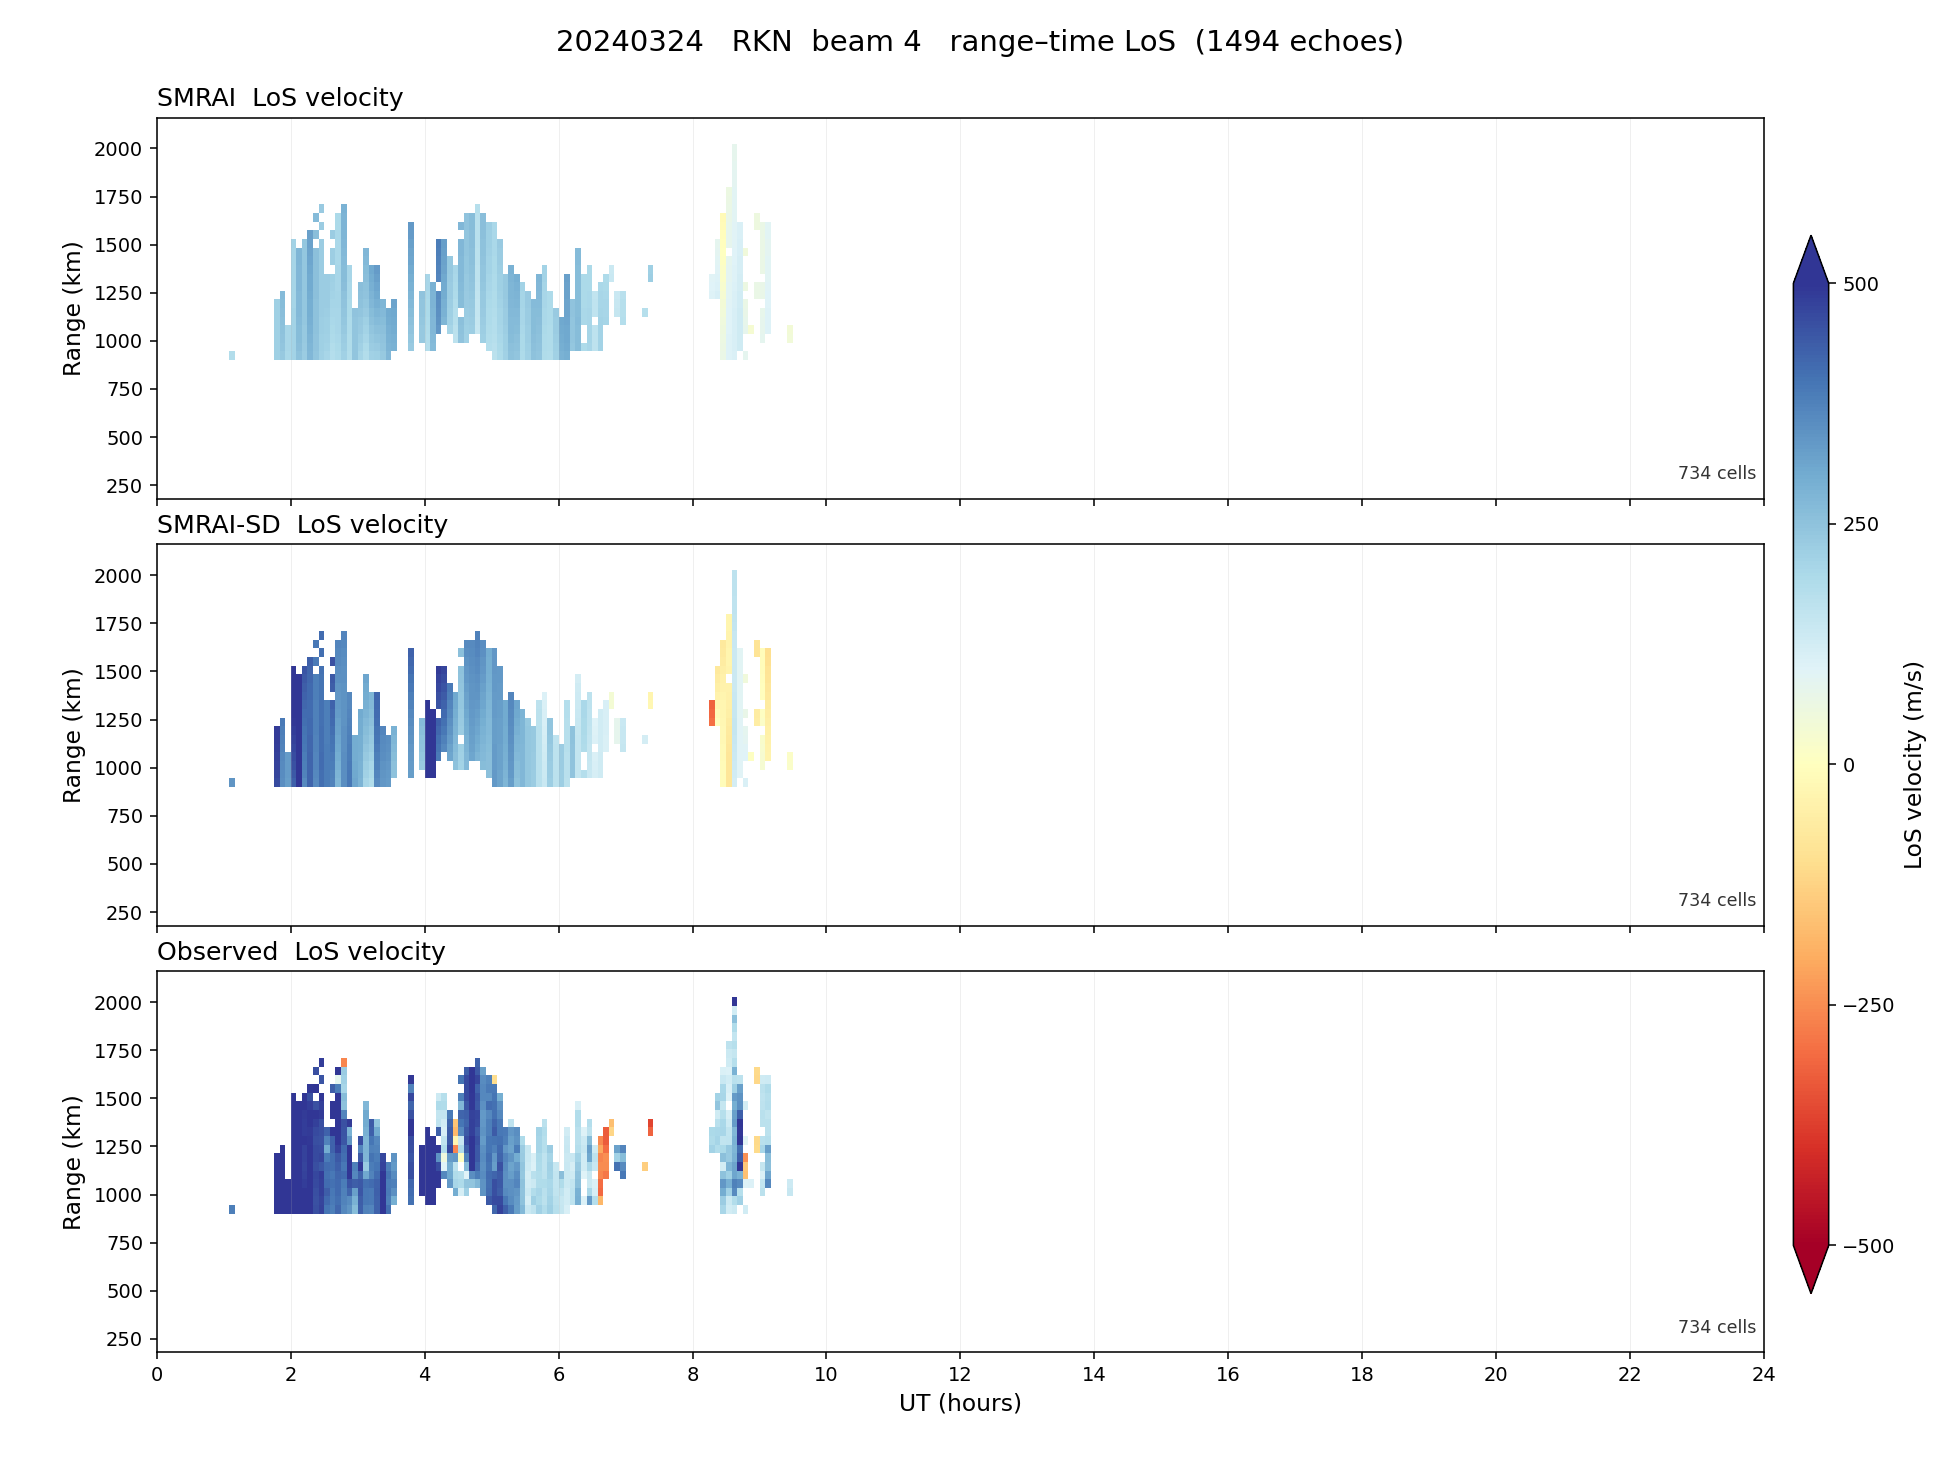 20240324   RKN  beam 4   range–time LoS  (1494 echoes)
SMRAI  LoS velocity
Range (km)
2000
1750
1500
1250
1000
750
500
250
734 cells
SMRAI-SD  LoS velocity
Range (km)
2000
1750
1500
1250
1000
750
500
250
734 cells
Observed  LoS velocity
Range (km)
2000
1750
1500
1250
1000
750
500
250
734 cells
0 2 4 6 8 10 12 14 16 18 20 22 24
UT (hours)
500
250
0
−250
−500
LoS velocity (m/s)